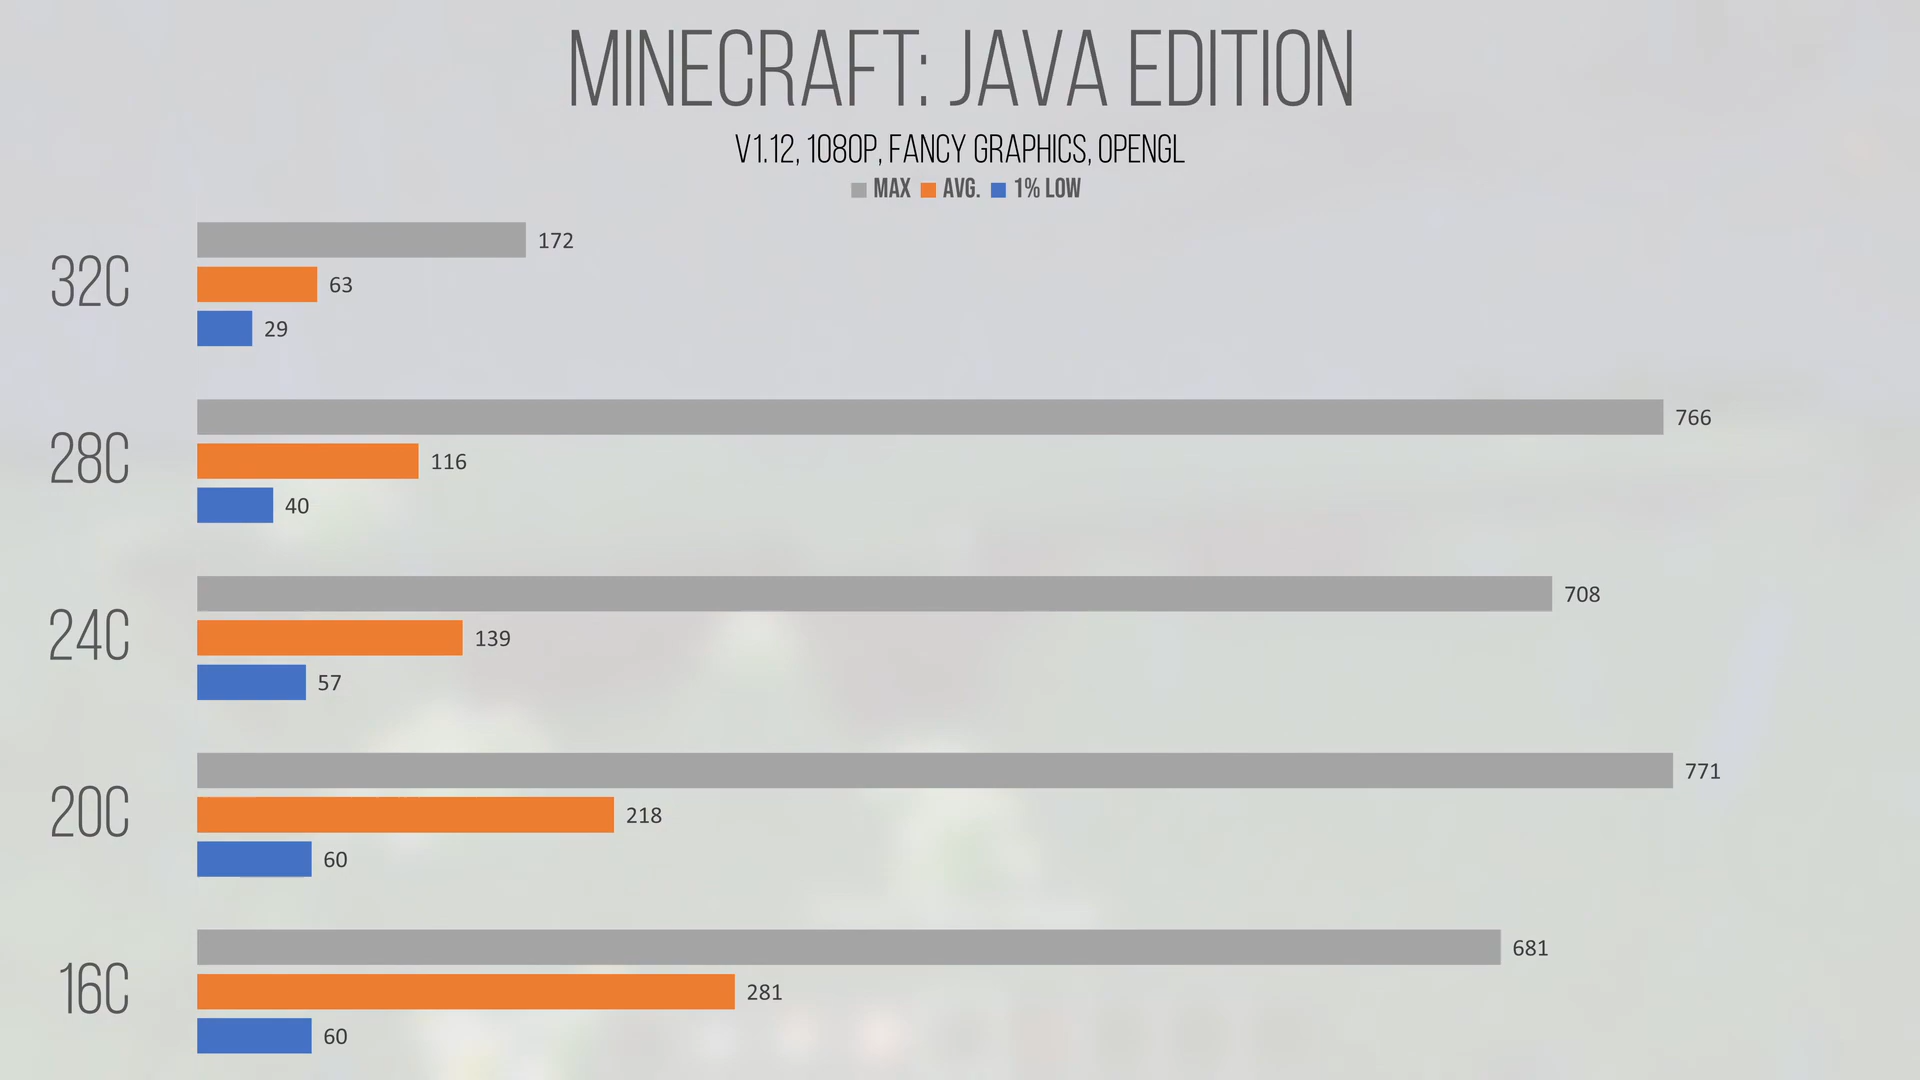 MINECRAFT: JAVA EDITION
V1.12, 1080P, FANCY GRAPHICS, OPENGL
MAX AVG. 1% LOW
172
32C
63
29
766
28C
116
40
708
24C
139
57
771
20C
218
60
681
16C
281
60